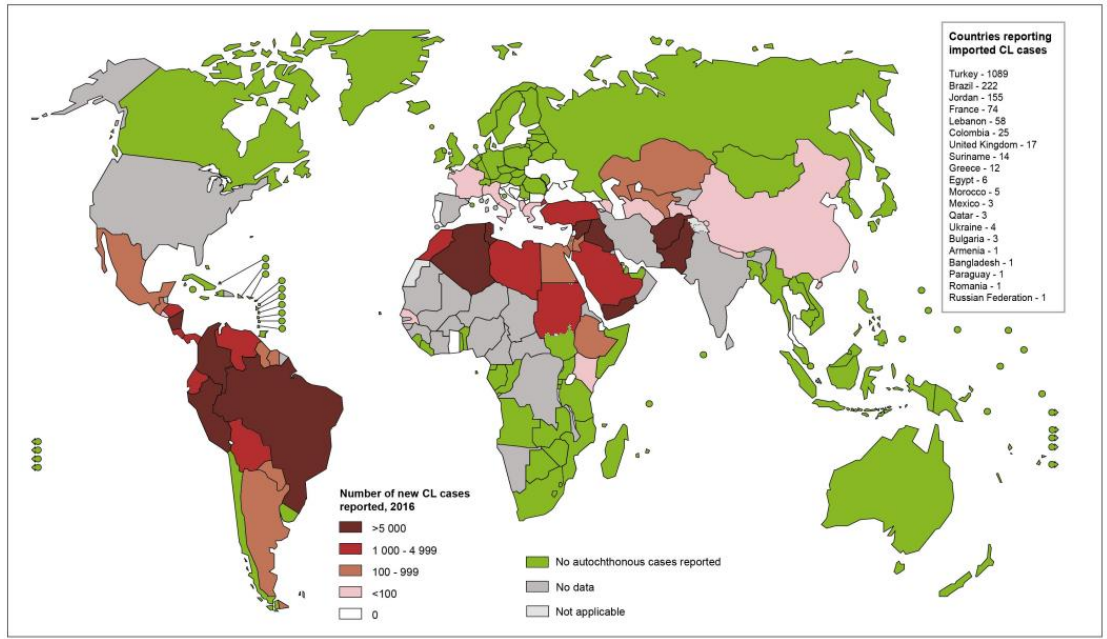 Countries reporting
imported CL cases
Turkey - 1089
Brazil - 222
Jordan - 155
France - 74
Lebanon - 58
Colombia - 25
United Kingdom - 17
Suriname - 14
Greece - 12
Egypt - 6
Morocco - 5
Mexico - 3
Qatar - 3
Ukraine - 4
Bulgaria - 3
Armenia - 1
Bangladesh - 1
Paraguay - 1
Romania - 1
Russian Federation - 1
Number of new CL cases
reported, 2016
>5 000
1 000 - 4 999
100 - 999
<100
0
No autochthonous cases reported
No data
Not applicable